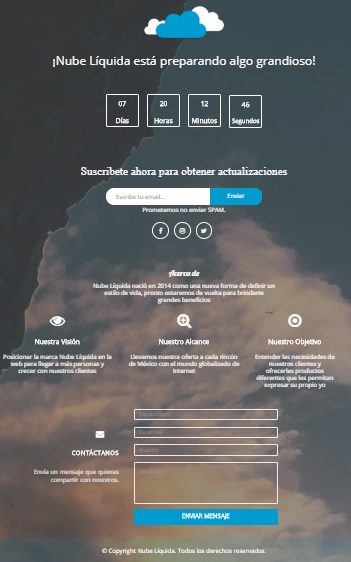 ¡Nube Líquida está preparando algo grandioso!
07 20 12 46
Días Horas Minutos Segundos
Suscribete ahora para obtener actualizaciones
Escribe tu email... Enviar
Prometemos no enviar SPAM.
Acerca de
Nube Líquida nació en 2014 como una nueva forma de definir un
estilo de vida, pronto estaremos de vuelta para brindarte
grandes beneficios
Nuestra Visión
Posicionar la marca Nube Líquida en la
web para llegar a más personas y
crecer con nuestros clientes
Nuestro Alcance
Llevamos nuestra oferta a cada rincón
de México con el mundo globalizado de
Internet
Nuestro Objetivo
Entender las necesidades de
nuestros clientes y
ofrecerles productos
diferentes que les permitan
expresar su propio yo
CONTÁCTANOS
Envía un mensaje que quieras
compartir con nosotros.
ENVIAR MENSAJE
© Copyright Nube Líquida. Todos los derechos reservados.